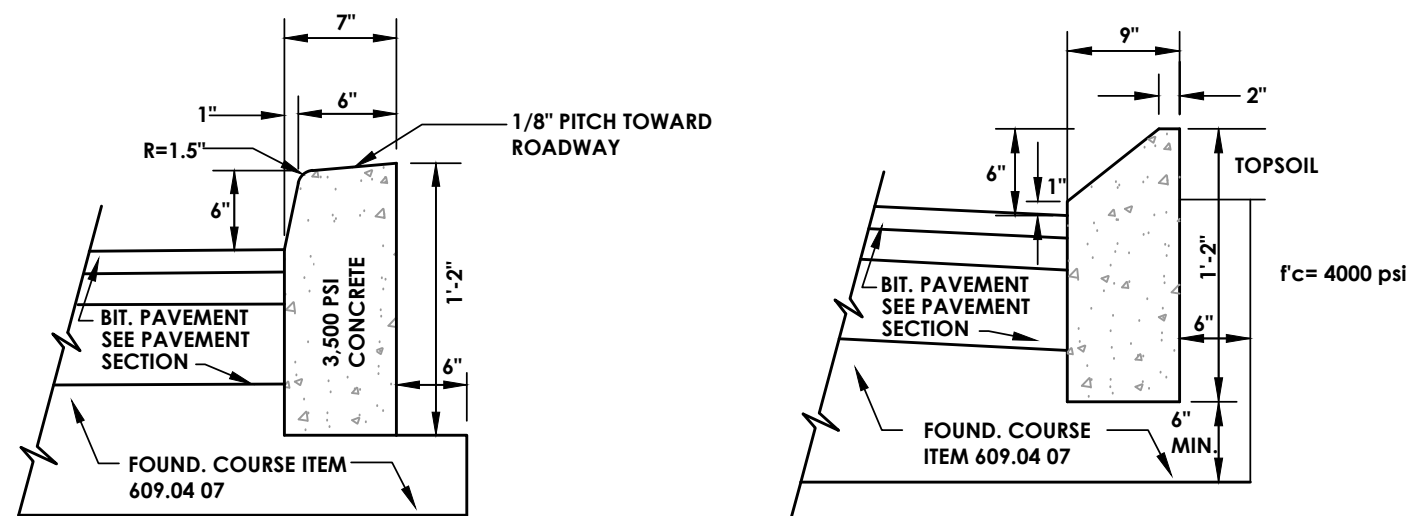 7"
6"
1"
R=1.5"
1/8" PITCH TOWARD
ROADWAY
6"
3,500 PSI
CONCRETE
1'-2"
BIT. PAVEMENT
SEE PAVEMENT
SECTION
6"
FOUND. COURSE ITEM
609.04 07
9"
2"
6"
1"
TOPSOIL
1'-2"
f'c= 4000 psi
BIT. PAVEMENT
SEE PAVEMENT
SECTION
6"
FOUND. COURSE
ITEM 609.04 07
6"
MIN.